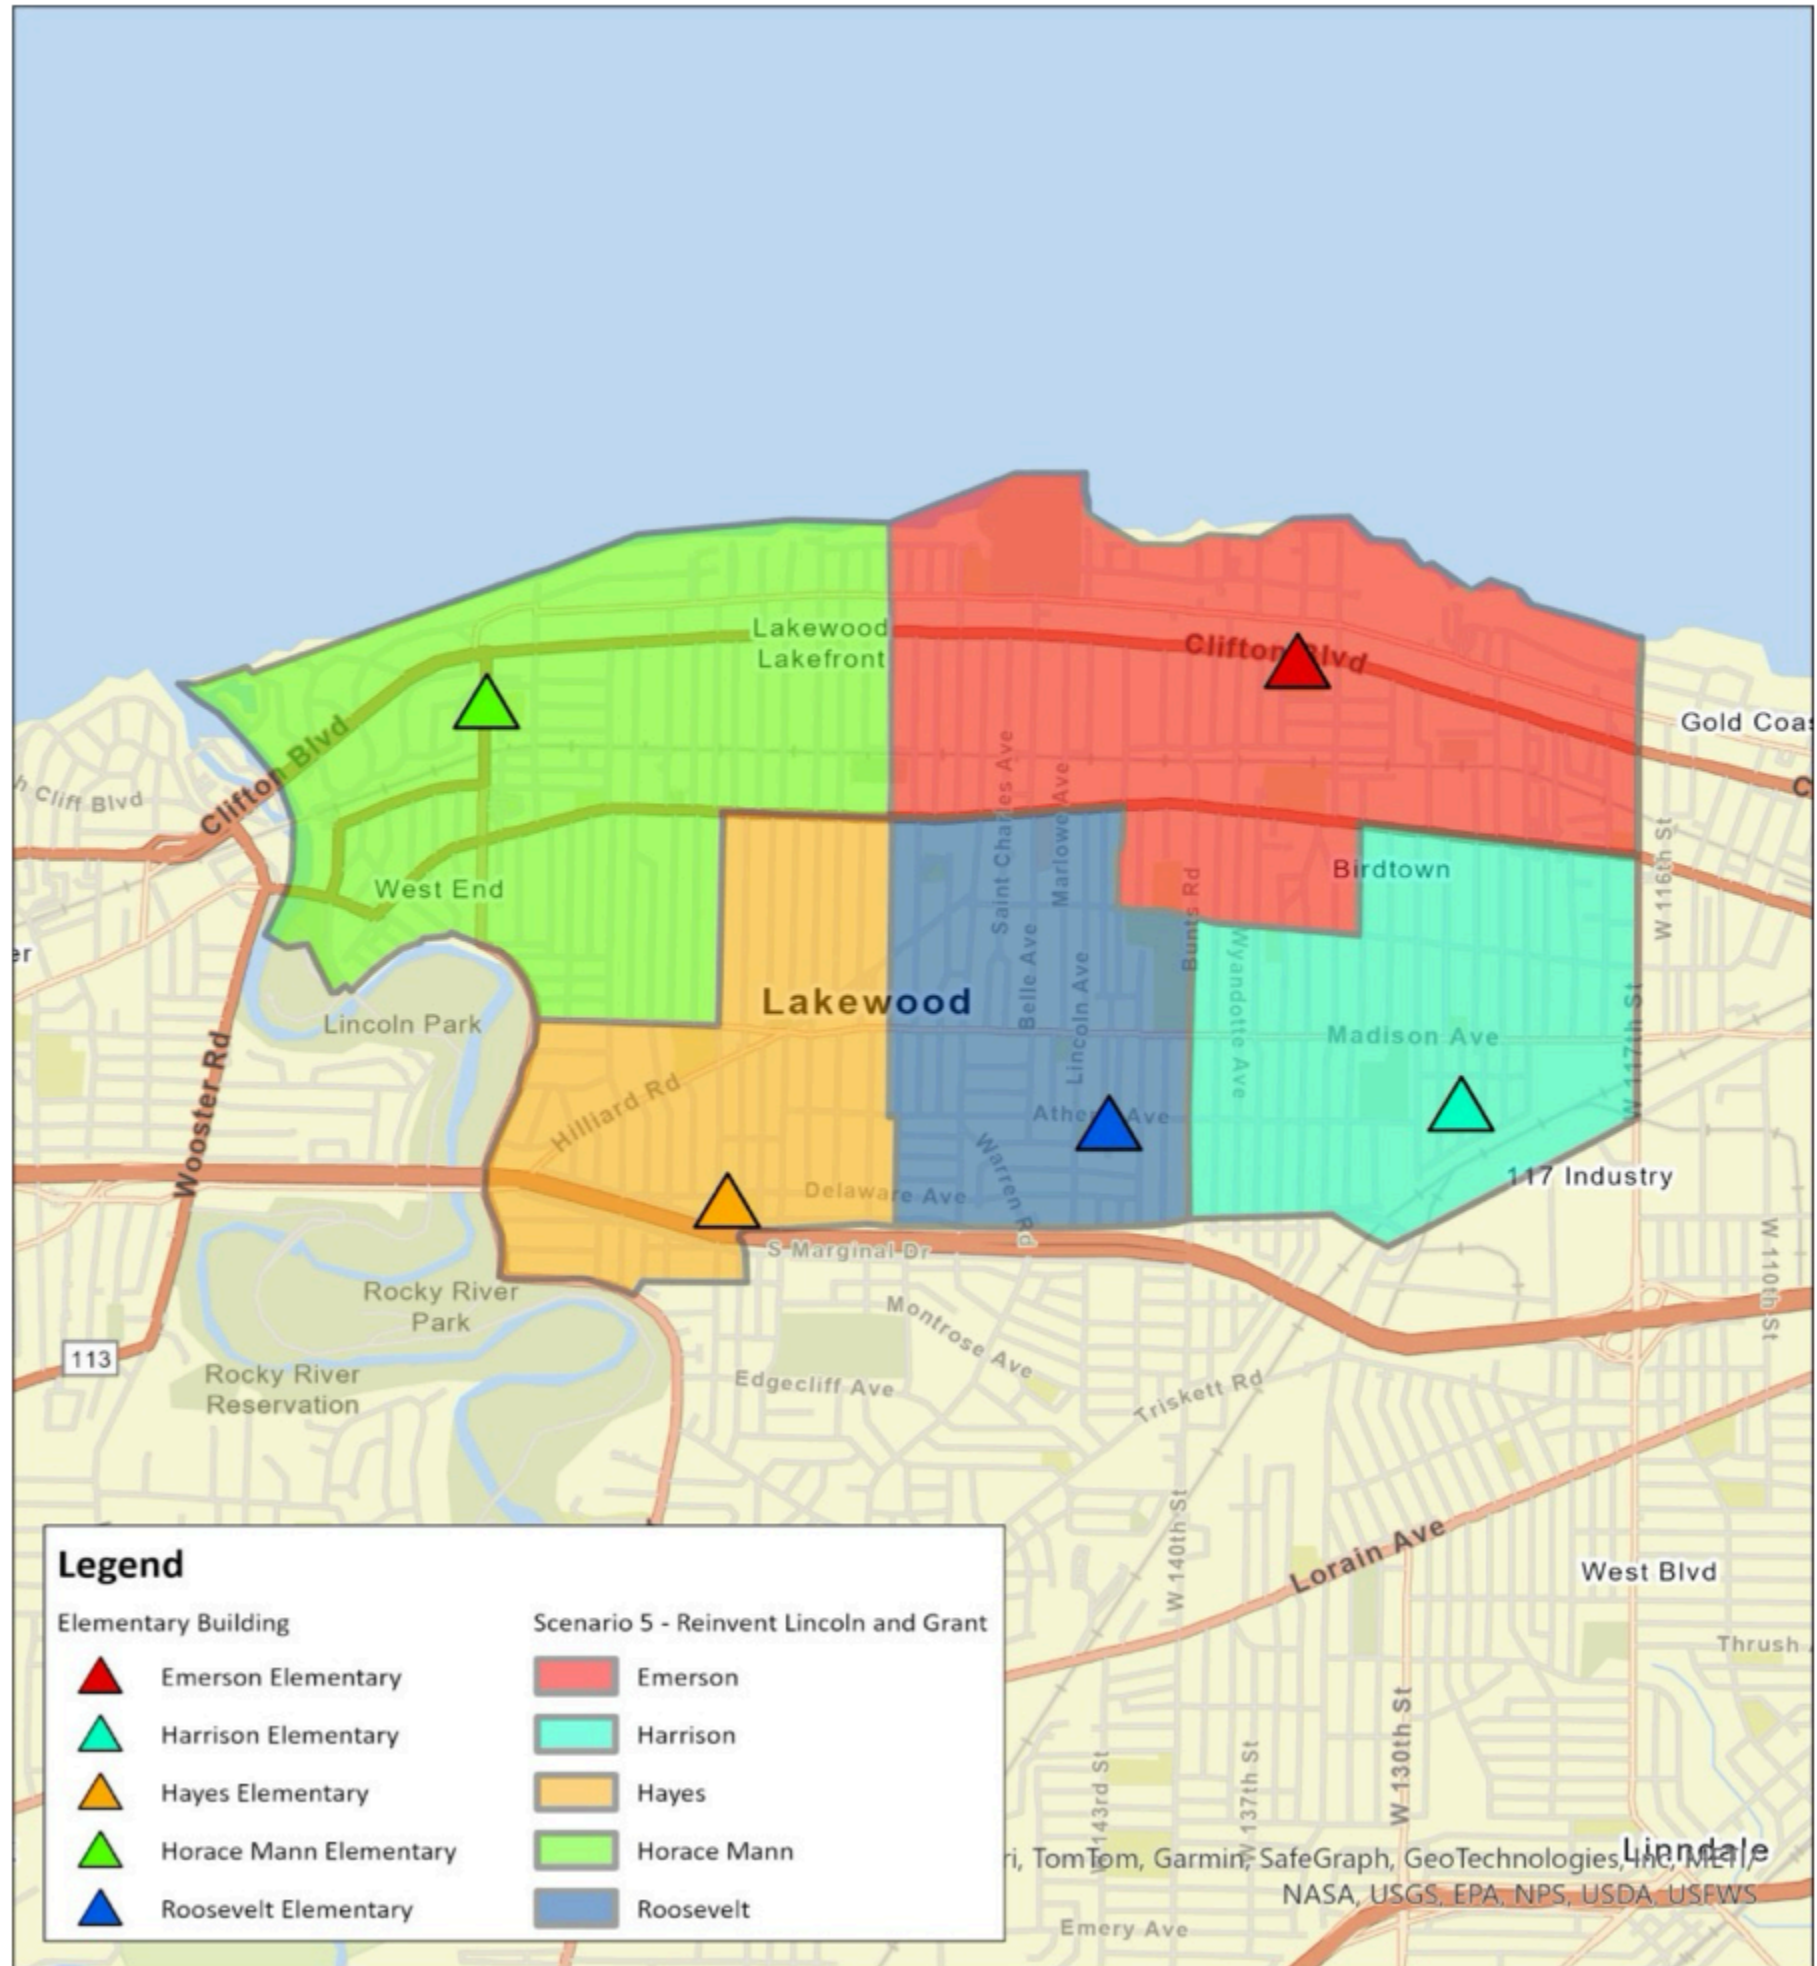 Lakewood
Lakefront
Clifton Blvd
Gold Coas
Clifton Blvd
h Cliff Blvd
C
Saint Charles Ave
Marlowe Ave
W 116th St
West End
Birdtown
Bunts Rd
er
Lakewood
Belle Ave
Lincoln Ave
Wyandotte Ave
Lincoln Park
Madison Ave
W 117th St
Wooster Rd
Hilliard Rd
Athens Ave
Warren Rd
117 Industry
Delaware Ave
S Marginal Dr
W 110th St
Rocky River
Park
Montrose Ave
113
Rocky River
Reservation
Edgecliff Ave
Triskett Rd
W 140th St
Lorain Ave
West Blvd
Thrush
W 130th St
W 143rd St
W 137th St
Linndale
Legend
Elementary Building
Emerson Elementary
Harrison Elementary
Hayes Elementary
Horace Mann Elementary
Roosevelt Elementary
Scenario 5 - Reinvent Lincoln and Grant
Emerson
Harrison
Hayes
Horace Mann
Roosevelt
ri, TomTom, Garmin, SafeGraph, GeoTechnologies, Inc, METI/
NASA, USGS, EPA, NPS, USDA, USFWS
Emery Ave